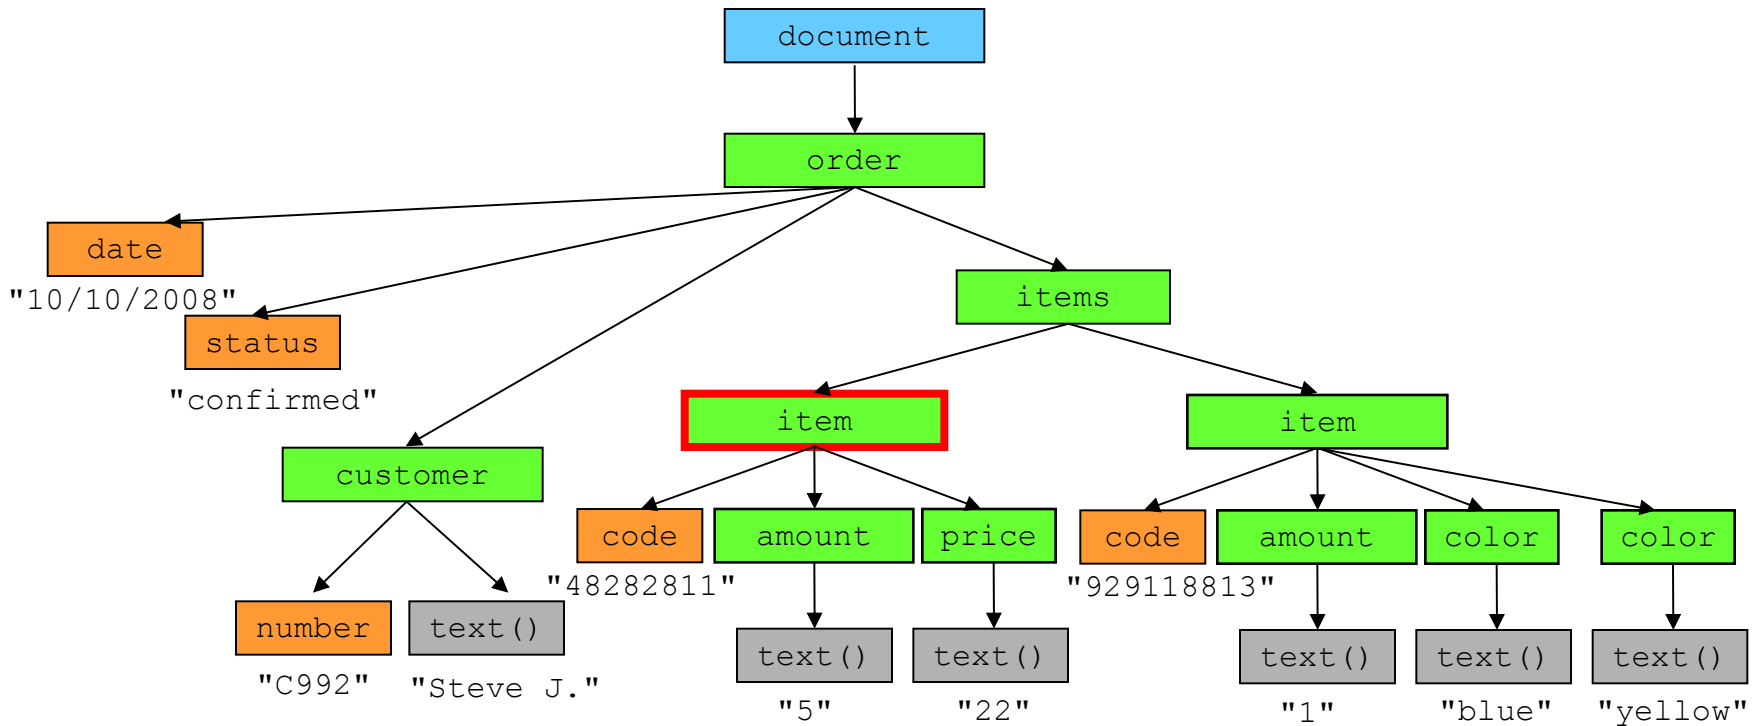 document
order
date
"10/10/2008"
items
status
"confirmed"
item
item
customer
code
amount
price
code
amount
color
color
"48282811"
"929118813"
number
text()
text()
text()
text()
text()
text()
"C992"
"Steve J."
"5"
"22"
"1"
"blue"
"yellow"